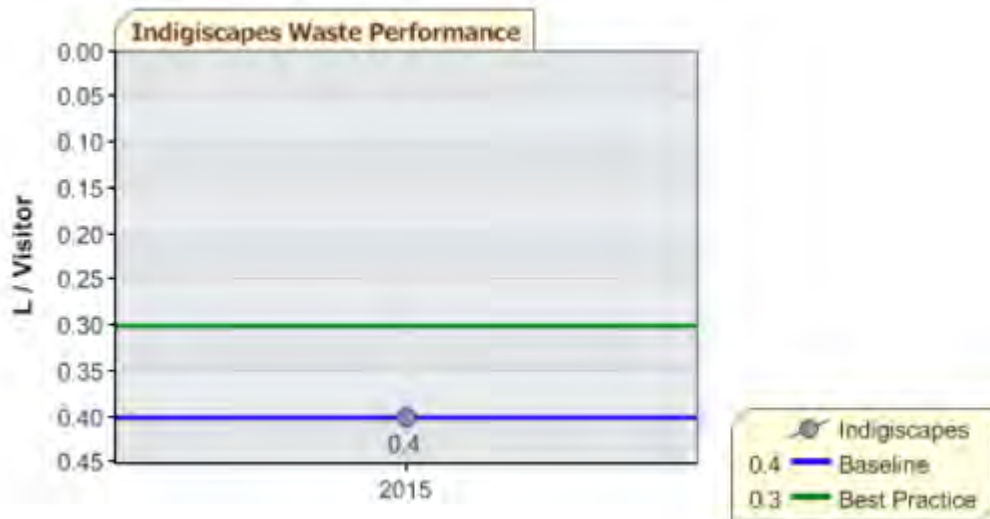 Indigiscapes Waste Performance
L / Visitor
0.00
0.05
0.10
0.15
0.20
0.25
0.30
0.35
0.40
0.45
0.4
2015
Indigiscapes
0.4 Baseline
0.3 Best Practice